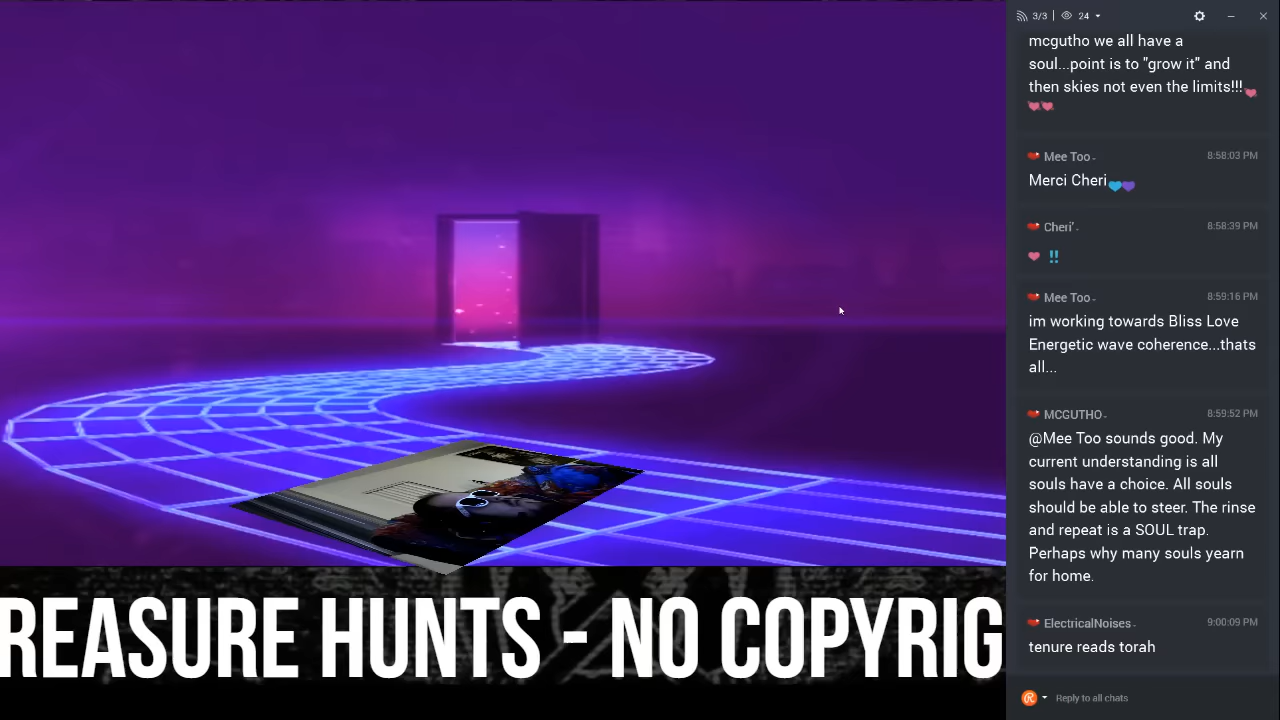 3/3 | 24
mcgutho we all have a
soul...point is to "grow it" and
then skies not even the limits!!!
Mee Too 8:58:03 PM
Merci Cheri
Cheri' 8:58:39 PM
Mee Too 8:59:16 PM
im working towards Bliss Love
Energetic wave coherence...thats
all...
MCGUTHO 8:59:52 PM
@Mee Too sounds good. My
current understanding is all
souls have a choice. All souls
should be able to steer. The rinse
and repeat is a SOUL trap.
Perhaps why many souls yearn
for home.
ElectricalNoises 9:00:09 PM
tenure reads torah
Reply to all chats
REASURE HUNTS - NO COPYRIG